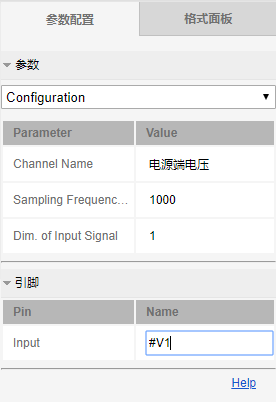 参数配置 格式面板
参数
Configuration
Parameter Value
Channel Name 电源端电压
Sampling Frequenc... 1000
Dim. of Input Signal 1
引脚
Pin Name
Input #V1
Help